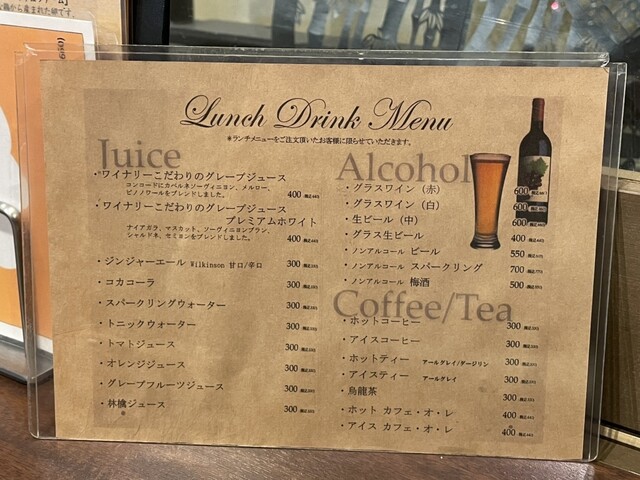 Lunch Drink Menu
＊ランチメニューをご注文頂いたお客様に限らせていただきます。
Juice
・ワイナリーこだわりのグレープジュース
コンコードにカベルネソーヴィニヨン、メルロー、
ピノノワールをブレンドしました。 400
・ワイナリーこだわりのグレープジュース
プレミアムホワイト
ナイアガラ、マスカット、ソーヴィニヨンブラン、
シャルドネ、セミヨンをブレンドしました。 400
・ジンジャーエール Wilkinson 甘口/辛口 300
・コカコーラ 300
・スパークリングウォーター 300
・トニックウォーター 300
・トマトジュース 300
・オレンジジュース 300
・グレープフルーツジュース 300
・林檎ジュース 300
Alcohol
・グラスワイン（赤） 600
・グラスワイン（白） 600
・生ビール（中） 600
・グラス生ビール 400
・ノンアルコール ビール 550
・ノンアルコール スパークリング 700
・ノンアルコール 梅酒 500
Coffee/Tea
・ホットコーヒー 300
・アイスコーヒー 300
・ホットティー アールグレイ/ダージリン 300
・アイスティー アールグレイ 300
・烏龍茶 300
・ホット カフェ・オ・レ 400
・アイス カフェ・オ・レ 400